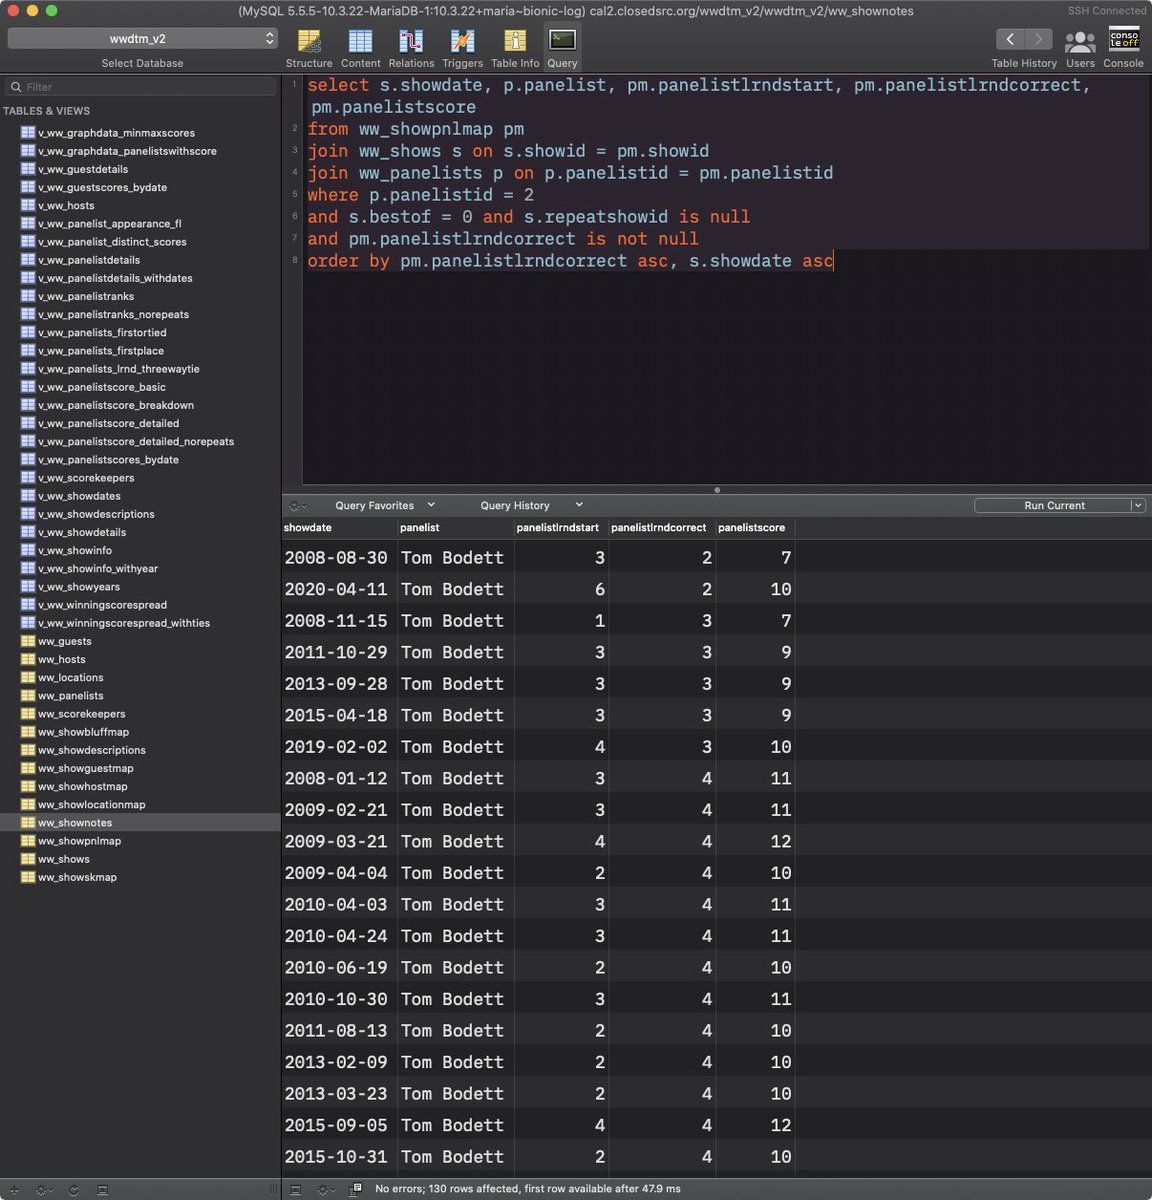 (MySQL 5.5.5-10.3.22-MariaDB-1:10.3.22+maria~bionic-log) cal2.closedsrc.org/wwdtm_v2/wwdtm_v2/ww_shownotes
SSH Connected
wwdtm_v2
Select Database
Structure Content Relations Triggers Table Info Query
Table History Users Console
conso
le off
Filter
TABLES & VIEWS
v_ww_graphdata_minmaxscores
v_ww_graphdata_panelistswithscore
v_ww_guestdetails
v_ww_guestscores_bydate
v_ww_hosts
v_ww_panelist_appearance_fl
v_ww_panelist_distinct_scores
v_ww_panelistdetails
v_ww_panelistdetails_withdates
v_ww_panelistranks
v_ww_panelistranks_norepeats
v_ww_panelists_firstortied
v_ww_panelists_firstplace
v_ww_panelists_lrnd_threewaytie
v_ww_panelistscore_basic
v_ww_panelistscore_breakdown
v_ww_panelistscore_detailed
v_ww_panelistscore_detailed_norepeats
v_ww_panelistscores_bydate
v_ww_scorekeepers
v_ww_showdates
v_ww_showdescriptions
v_ww_showdetails
v_ww_showinfo
v_ww_showinfo_withyear
v_ww_showyears
v_ww_winningscorespread
v_ww_winningscorespread_withties
ww_guests
ww_hosts
ww_locations
ww_panelists
ww_scorekeepers
ww_showbluffmap
ww_showdescriptions
ww_showguestmap
ww_showhostmap
ww_showlocationmap
ww_shownotes
ww_showpnlmap
ww_shows
ww_showskmap
1 select s.showdate, p.panelist, pm.panelistlrndstart, pm.panelistlrndcorrect,
pm.panelistscore
2 from ww_showpnlmap pm
3 join ww_shows s on s.showid = pm.showid
4 join ww_panelists p on p.panelistid = pm.panelistid
5 where p.panelistid = 2
6 and s.bestof = 0 and s.repeatshowid is null
7 and pm.panelistlrndcorrect is not null
8 order by pm.panelistlrndcorrect asc, s.showdate asc
Query Favorites Query History Run Current
showdate panelist panelistlrndstart panelistlrndcorrect panelistscore
2008-08-30 Tom Bodett 3 2 7
2020-04-11 Tom Bodett 6 2 10
2008-11-15 Tom Bodett 1 3 7
2011-10-29 Tom Bodett 3 3 9
2013-09-28 Tom Bodett 3 3 9
2015-04-18 Tom Bodett 3 3 9
2019-02-02 Tom Bodett 4 3 10
2008-01-12 Tom Bodett 3 4 11
2009-02-21 Tom Bodett 3 4 11
2009-03-21 Tom Bodett 4 4 12
2009-04-04 Tom Bodett 2 4 10
2010-04-03 Tom Bodett 3 4 11
2010-04-24 Tom Bodett 3 4 11
2010-06-19 Tom Bodett 2 4 10
2010-10-30 Tom Bodett 3 4 11
2011-08-13 Tom Bodett 2 4 10
2013-02-09 Tom Bodett 2 4 10
2013-03-23 Tom Bodett 2 4 10
2015-09-05 Tom Bodett 4 4 12
2015-10-31 Tom Bodett 2 4 10
No errors; 130 rows affected, first row available after 47.9 ms